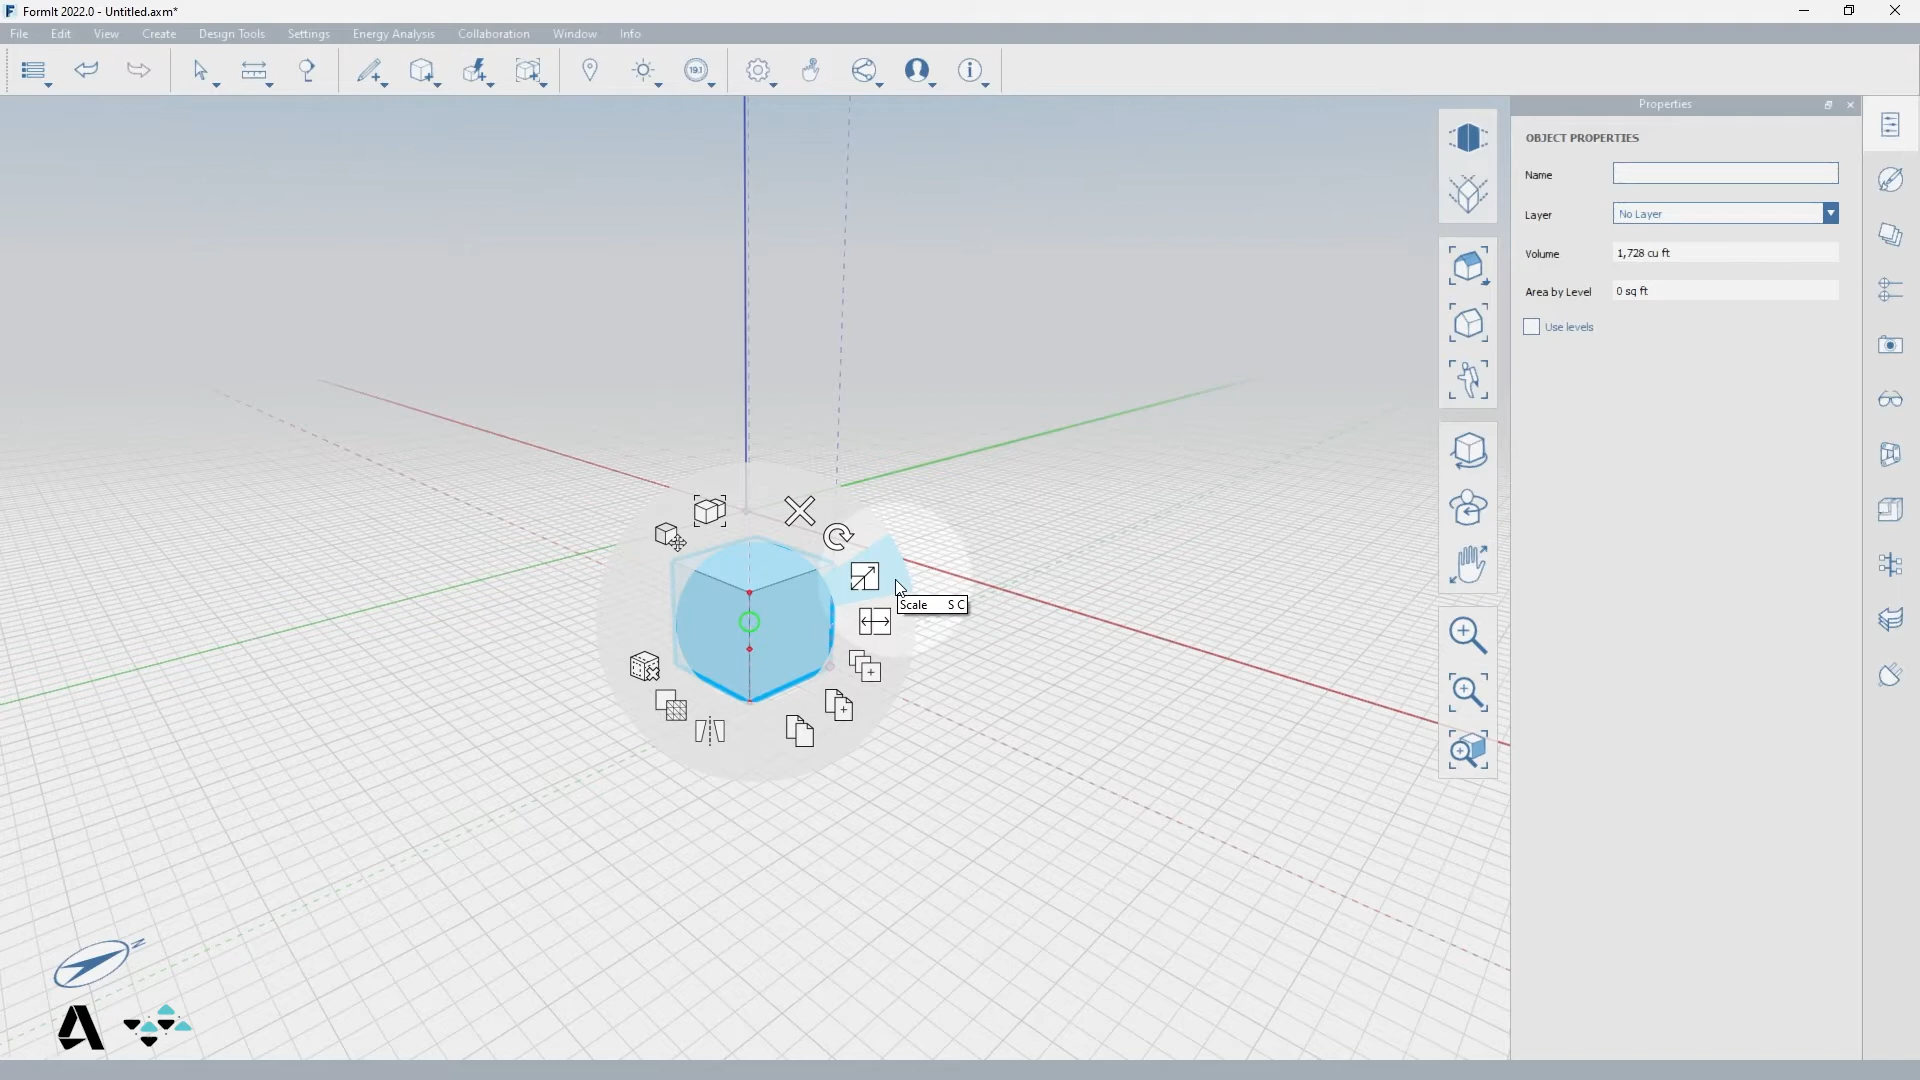 FormIt 2022.0 - Untitled.axm*
File Edit View Create Design Tools Settings Energy Analysis Collaboration Window Info
19.1
Properties
OBJECT PROPERTIES
Name
Layer No Layer
Volume 1,728 cu ft
Area by Level 0 sq ft
Use levels
Scale S C